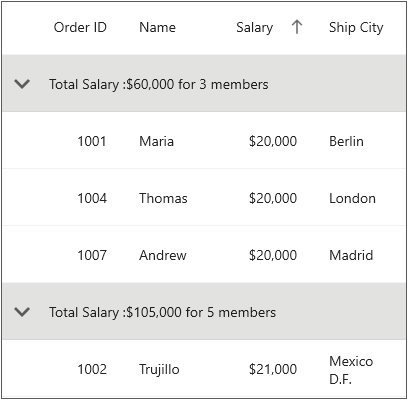 Order ID Name Salary ↑ Ship City
Total Salary :$60,000 for 3 members
1001 Maria $20,000 Berlin
1004 Thomas $20,000 London
1007 Andrew $20,000 Madrid
Total Salary :$105,000 for 5 members
1002 Trujillo $21,000 Mexico
D.F.